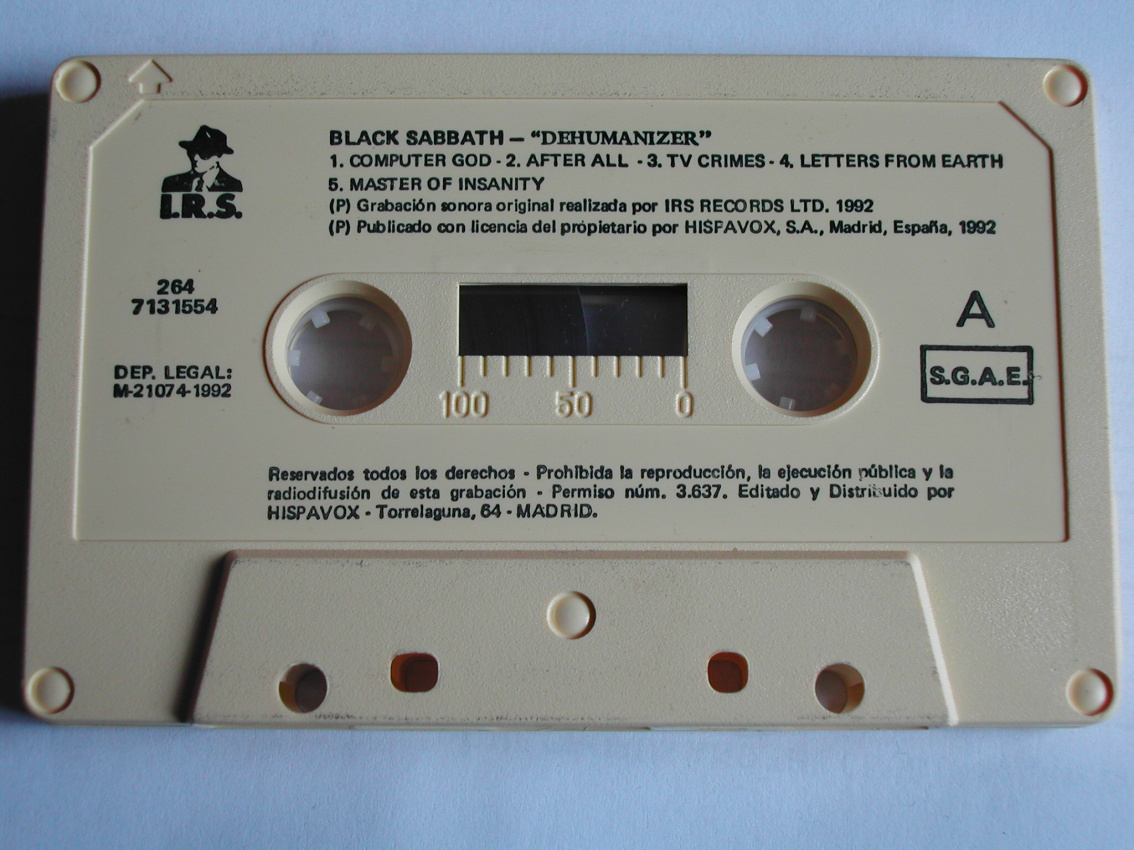 BLACK SABBATH – “DEHUMANIZER”
1. COMPUTER GOD - 2. AFTER ALL - 3. TV CRIMES - 4. LETTERS FROM EARTH
5. MASTER OF INSANITY
(P) Grabación sonora original realizada por IRS RECORDS LTD. 1992
(P) Publicado con licencia del propietario por HISPAVOX, S.A., Madrid, España, 1992
I.R.S.
264
7131554
DEP. LEGAL:
M-21074-1992
A
S.G.A.E.
100 50 0
Reservados todos los derechos - Prohibida la reproducción, la ejecución pública y la
radiodifusión de esta grabación - Permiso núm. 3.637. Editado y Distribuido por
HISPAVOX - Torrelaguna, 64 - MADRID.